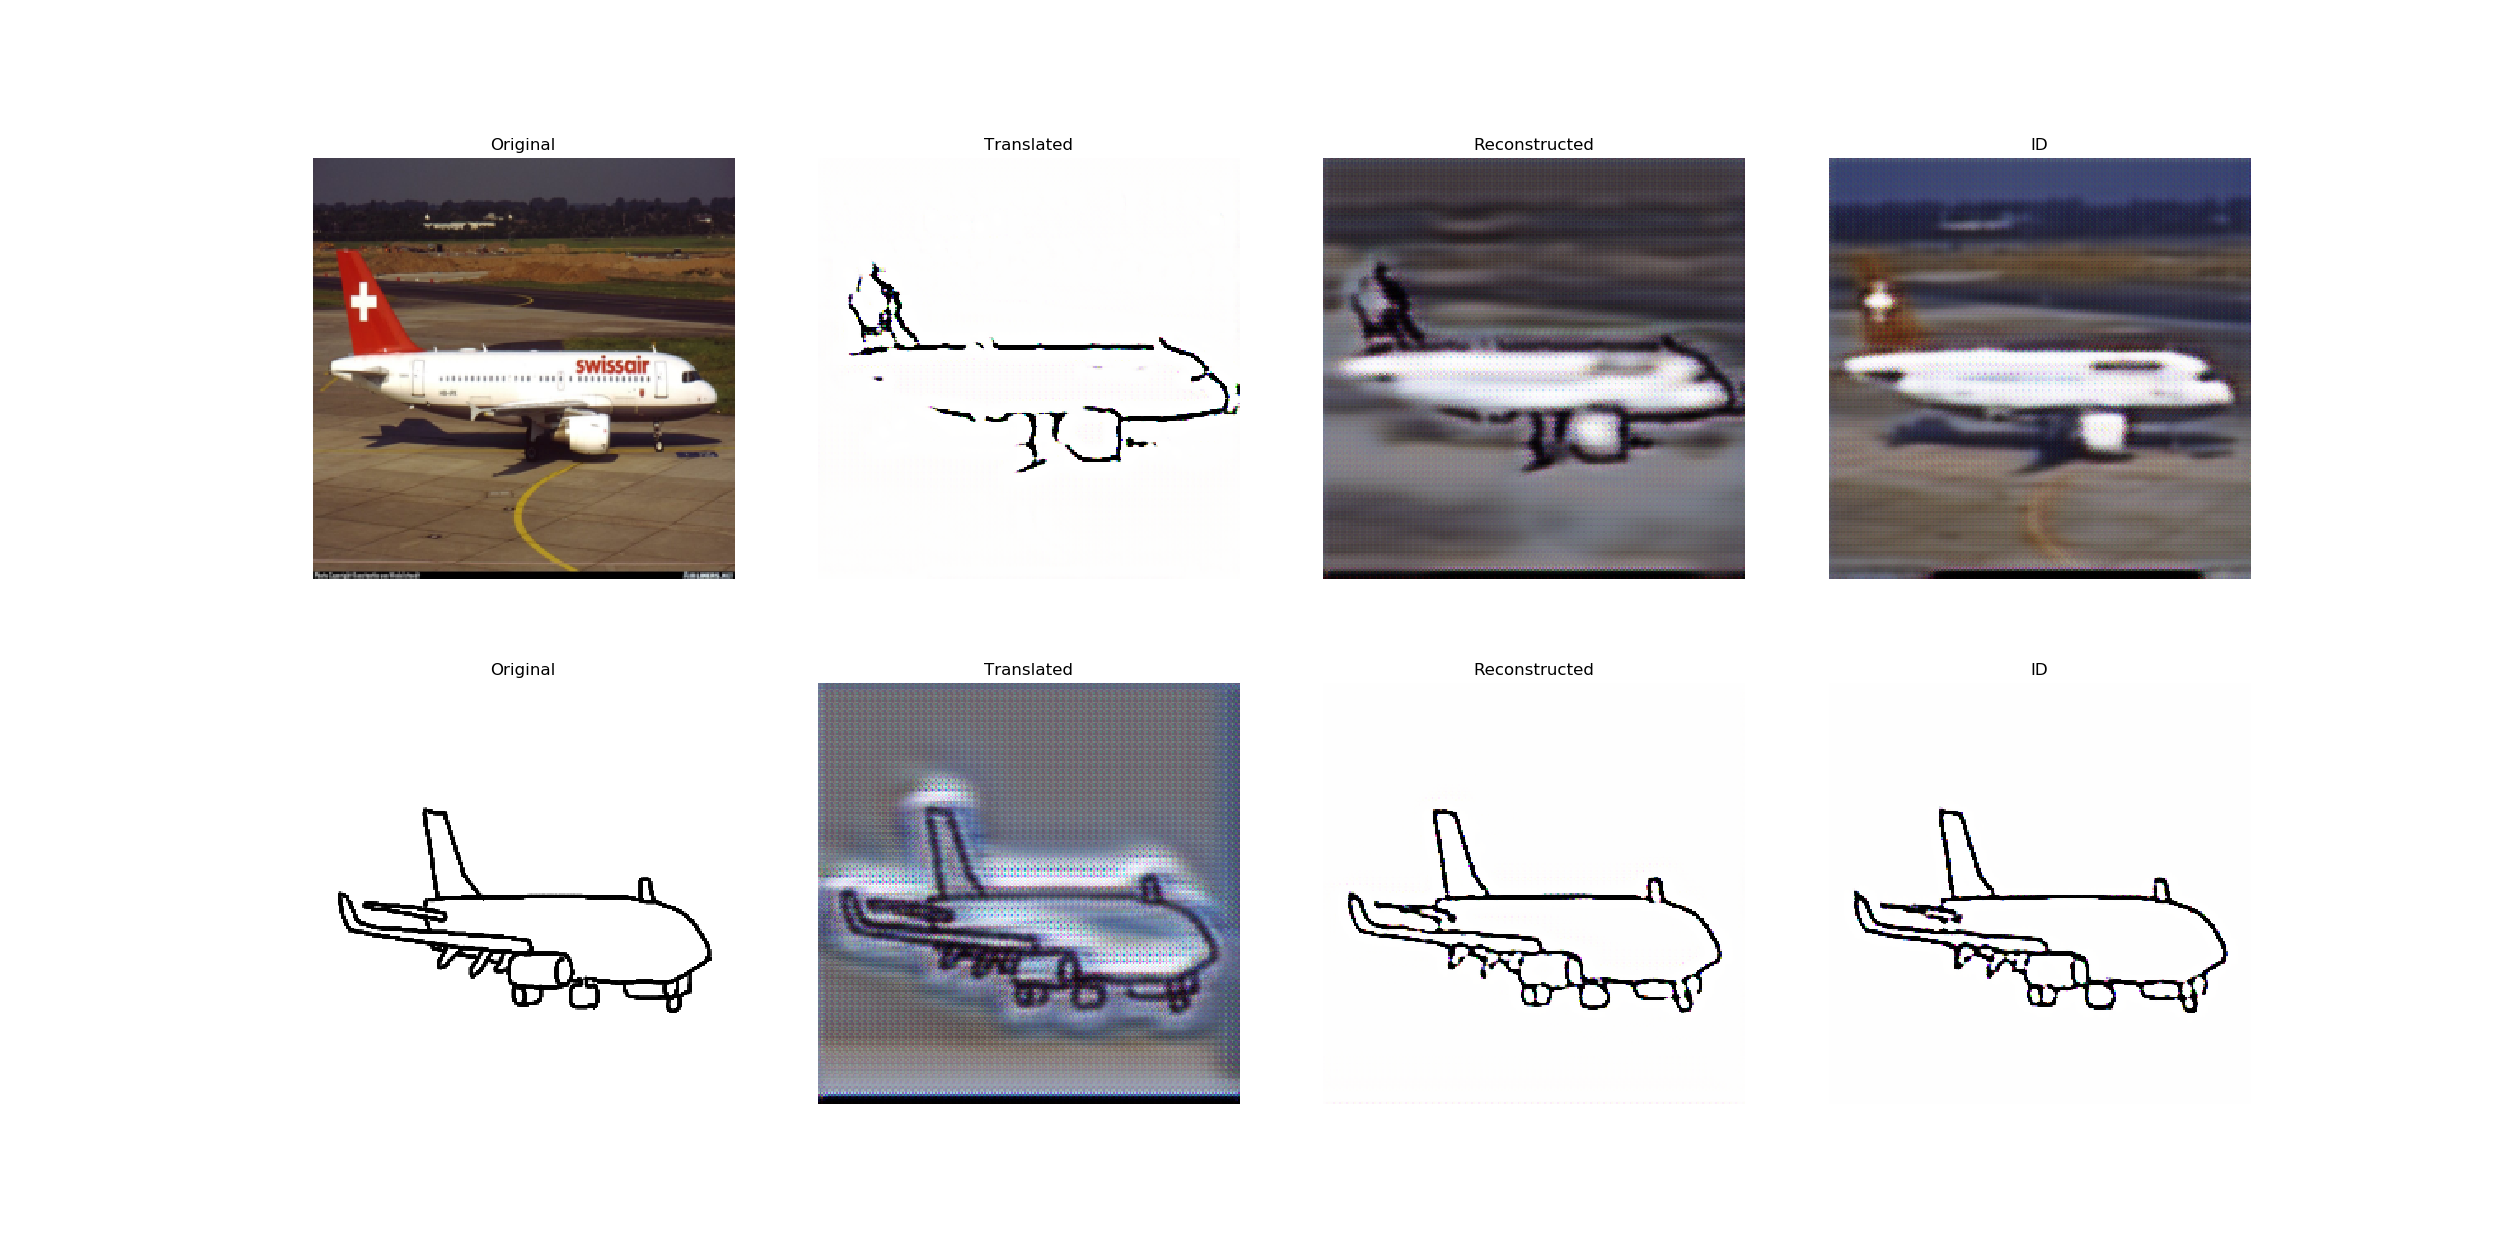 Original
Translated
Reconstructed
ID
swissair
Original
Translated
Reconstructed
ID